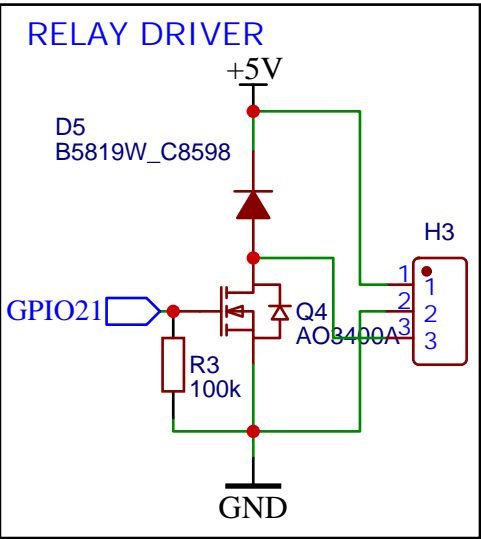 RELAY DRIVER
+5V
D5
B5819W_C8598
H3
1
1
2
2
3
3
GPIO21
Q4
AO3400A
R3
100k
GND